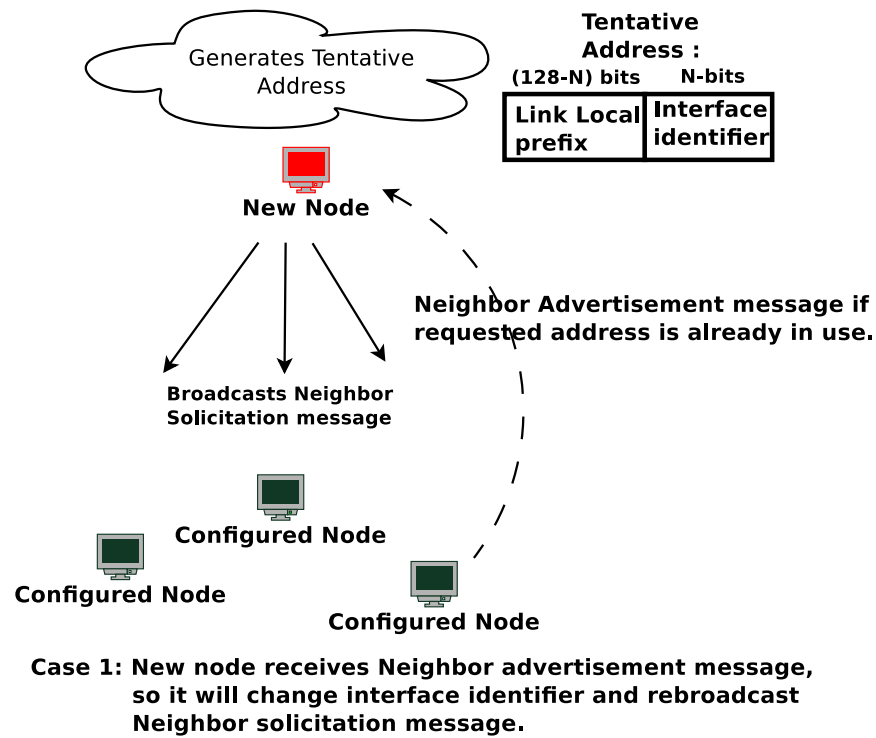 Generates Tentative
Address
Tentative
Address :
(128-N) bits N-bits
Link Local
prefix
Interface
identifier
New Node
Neighbor Advertisement message if
requested address is already in use.
Broadcasts Neighbor
Solicitation message
Configured Node
Configured Node
Configured Node
Case 1: New node receives Neighbor advertisement message,
so it will change interface identifier and rebroadcast
Neighbor solicitation message.